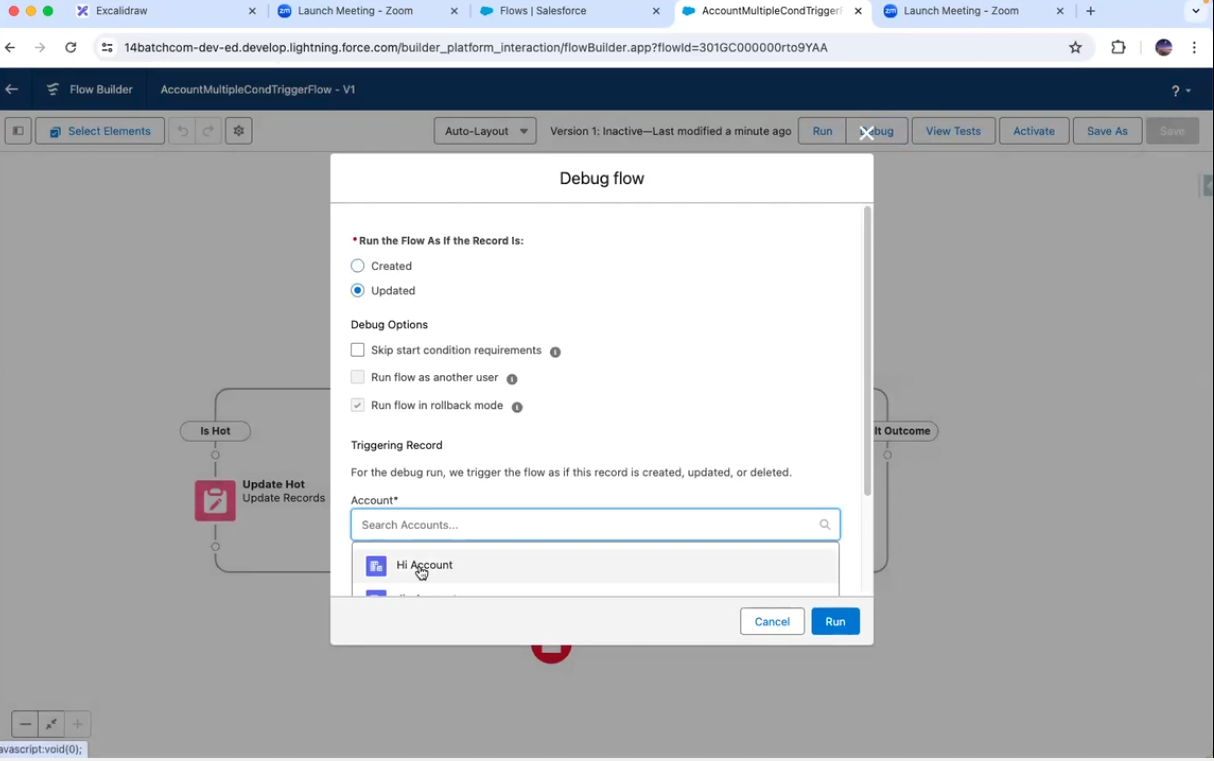 Excalidraw
Launch Meeting - Zoom
Flows | Salesforce
AccountMultipleCondTriggerF
Launch Meeting - Zoom
14batchcom-dev-ed.develop.lightning.force.com/builder_platform_interaction/flowBuilder.app?flowId=301GC000000rto9YAA
Flow Builder
AccountMultipleCondTriggerFlow - V1
?
Select Elements
Auto-Layout
Version 1: Inactive—Last modified a minute ago
Run
View Tests
Activate
Save As
Save
Debug flow
*Run the Flow As If the Record Is:
Created
Updated
Debug Options
Skip start condition requirements
Run flow as another user
Run flow in rollback mode
Triggering Record
For the debug run, we trigger the flow as if this record is created, updated, or deleted.
Account*
Search Accounts...
Hi Account
Cancel
Run
Is Hot
Update Hot
Update Records
lt Outcome
avascript:void(0);